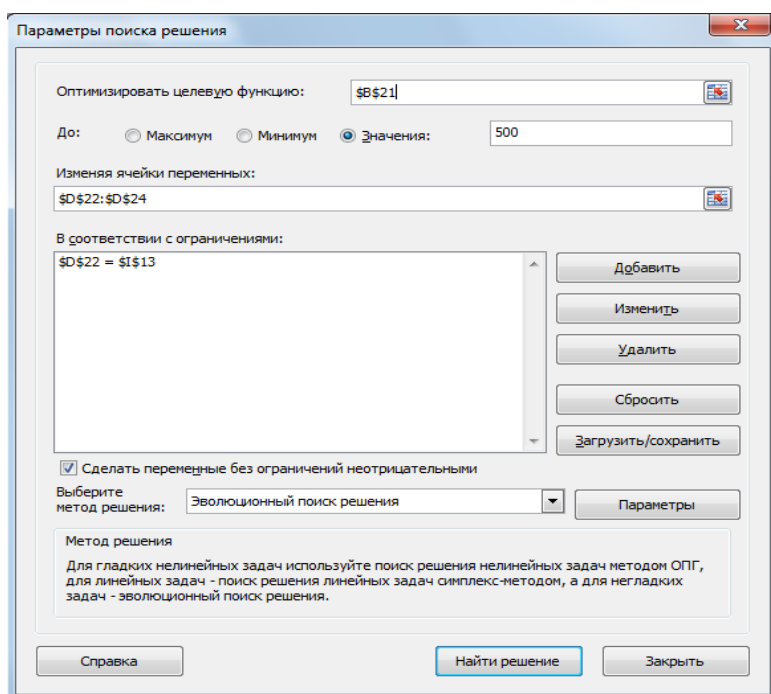 Параметры поиска решения
Оптимизировать целевую функцию: $B$21
До: Максимум Минимум Значения: 500
Изменяя ячейки переменных:
$D$22:$D$24
В соответствии с ограничениями:
$D$22 = $I$13
Добавить
Изменить
Удалить
Сбросить
Загрузить/сохранить
Сделать переменные без ограничений неотрицательными
Выберите
метод решения: Эволюционный поиск решения Параметры
Метод решения
Для гладких нелинейных задач используйте поиск решения нелинейных задач методом ОПГ,
для линейных задач - поиск решения линейных задач симплекс-методом, а для негладких
задач - эволюционный поиск решения.
Справка Найти решение Закрыть